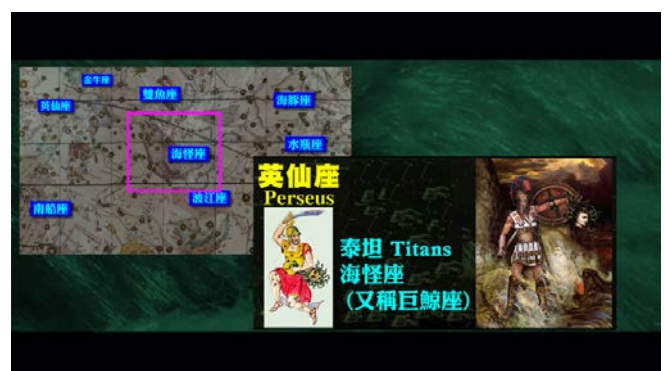 金牛座
雙魚座
英仙座
海豚座
水瓶座
海怪座
波江座
南船座
英仙座
Perseus
泰坦 Titans
海怪座
(又稱巨鯨座)